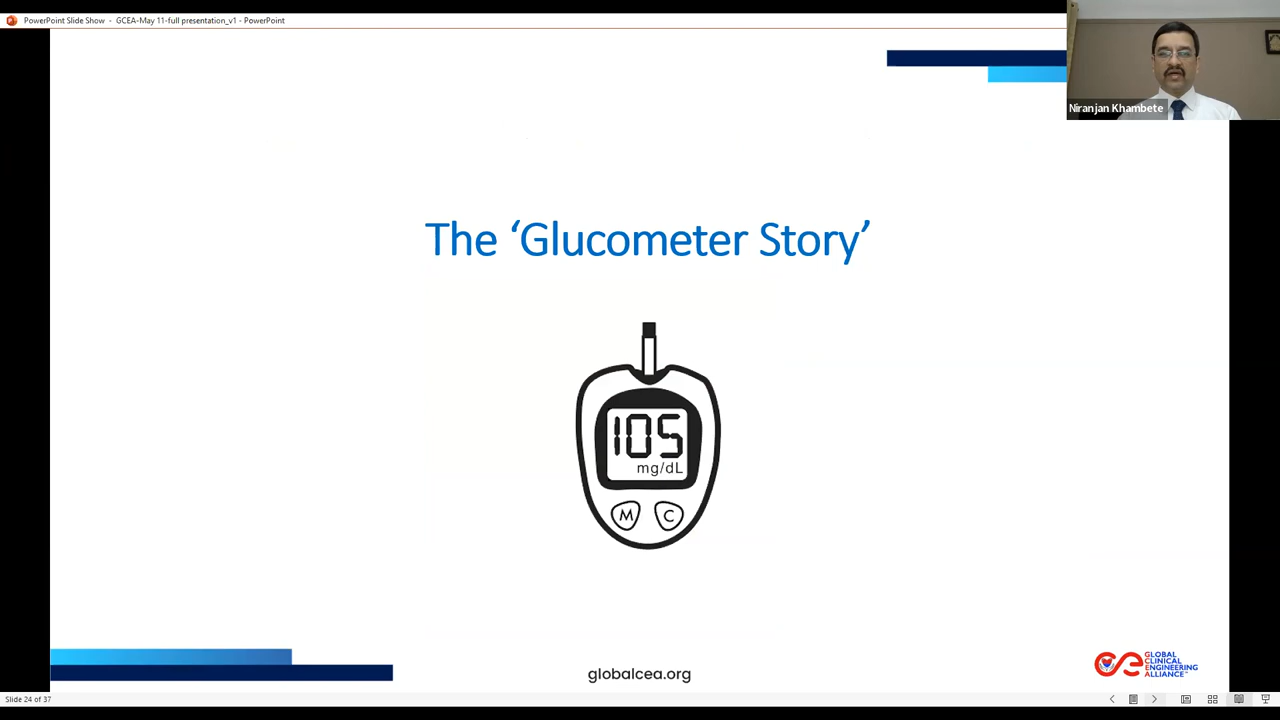 PowerPoint Slide Show - GCEA-May 11-full presentation_v1 - PowerPoint
Niranjan Khambete
The ‘Glucometer Story’
105
mg/dL
M C
globalcea.org
GLOBAL
CLINICAL
ENGINEERING
ALLIANCE
Slide 24 of 37